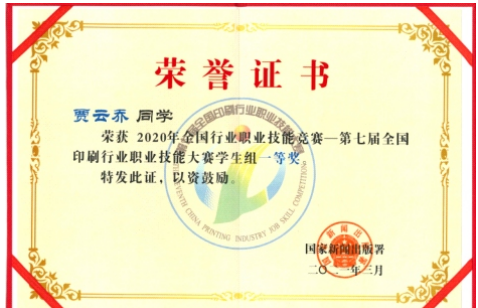 荣誉证书
贾云乔 同学
荣获 2020年全国行业职业技能竞赛—第七届全国
印刷行业职业技能大赛学生组一等奖。
特发此证,以资鼓励。
国家新闻出版署
二〇二一年三月